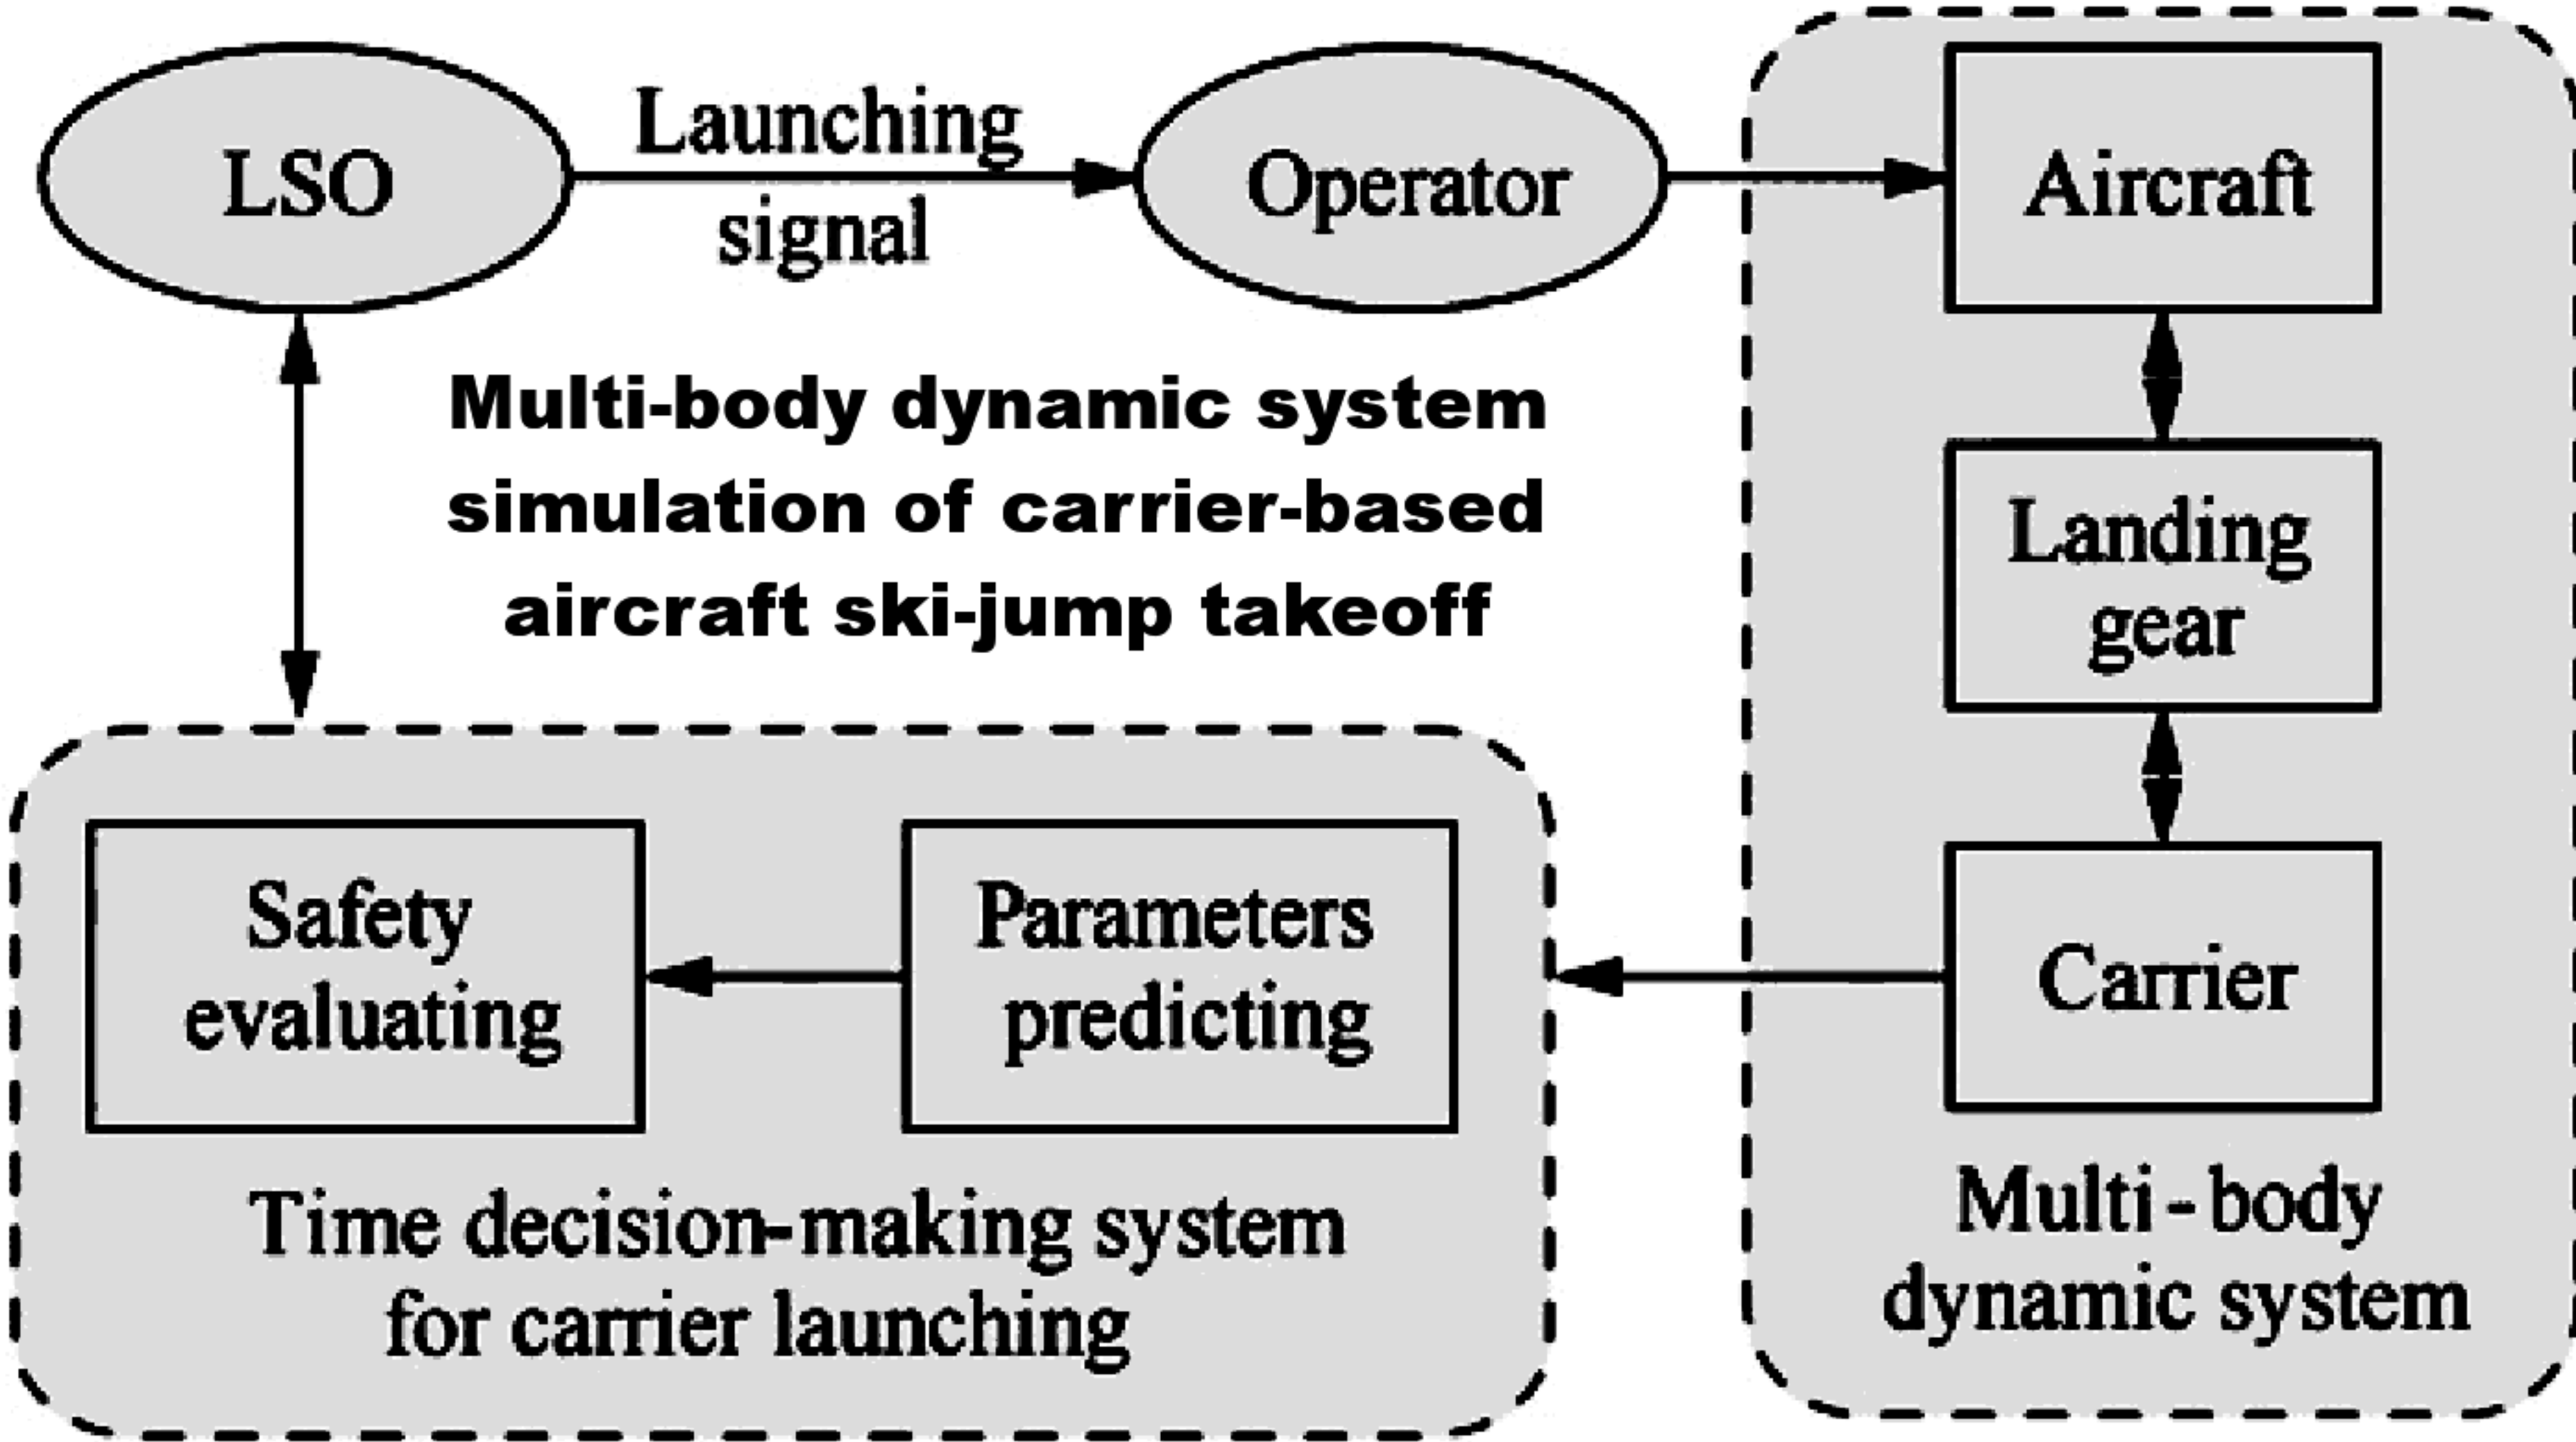 LSO
Launching
signal
Operator
Aircraft
Multi-body dynamic system
simulation of carrier-based
aircraft ski-jump takeoff
Landing
gear
Safety
evaluating
Parameters
predicting
Carrier
Time decision-making system
for carrier launching
Multi-body
dynamic system